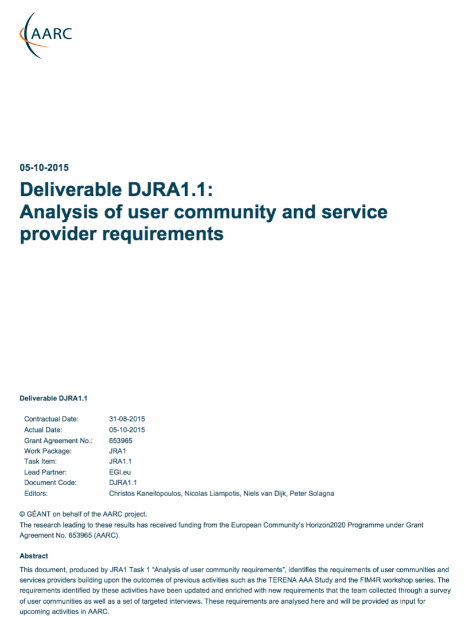 AARC
05-10-2015
Deliverable DJRA1.1:
Analysis of user community and service
provider requirements
Deliverable DJRA1.1
Contractual Date: 31-08-2015
Actual Date: 05-10-2015
Grant Agreement No.: 653965
Work Package: JRA1
Task Item: JRA1.1
Lead Partner: EGI.eu
Document Code: DJRA1.1
Editors: Christos Kanellopoulos, Nicolas Liampotis, Niels van Dijk, Peter Solagna
© GÉANT on behalf of the AARC project.
The research leading to these results has received funding from the European Community's Horizon2020 Programme under Grant
Agreement No. 653965 (AARC).
Abstract
This document, produced by JRA1 Task 1 "Analysis of user community requirements", identifies the requirements of user communities and
services providers building upon the outcomes of previous activities such as the TERENA AAA Study and the FIM4R workshop series. The
requirements identified by these activities have been updated and enriched with new requirements that the team collected through a survey
of user communities as well as a set of targeted interviews. These requirements are analysed here and will be provided as input for
upcoming activities in AARC.